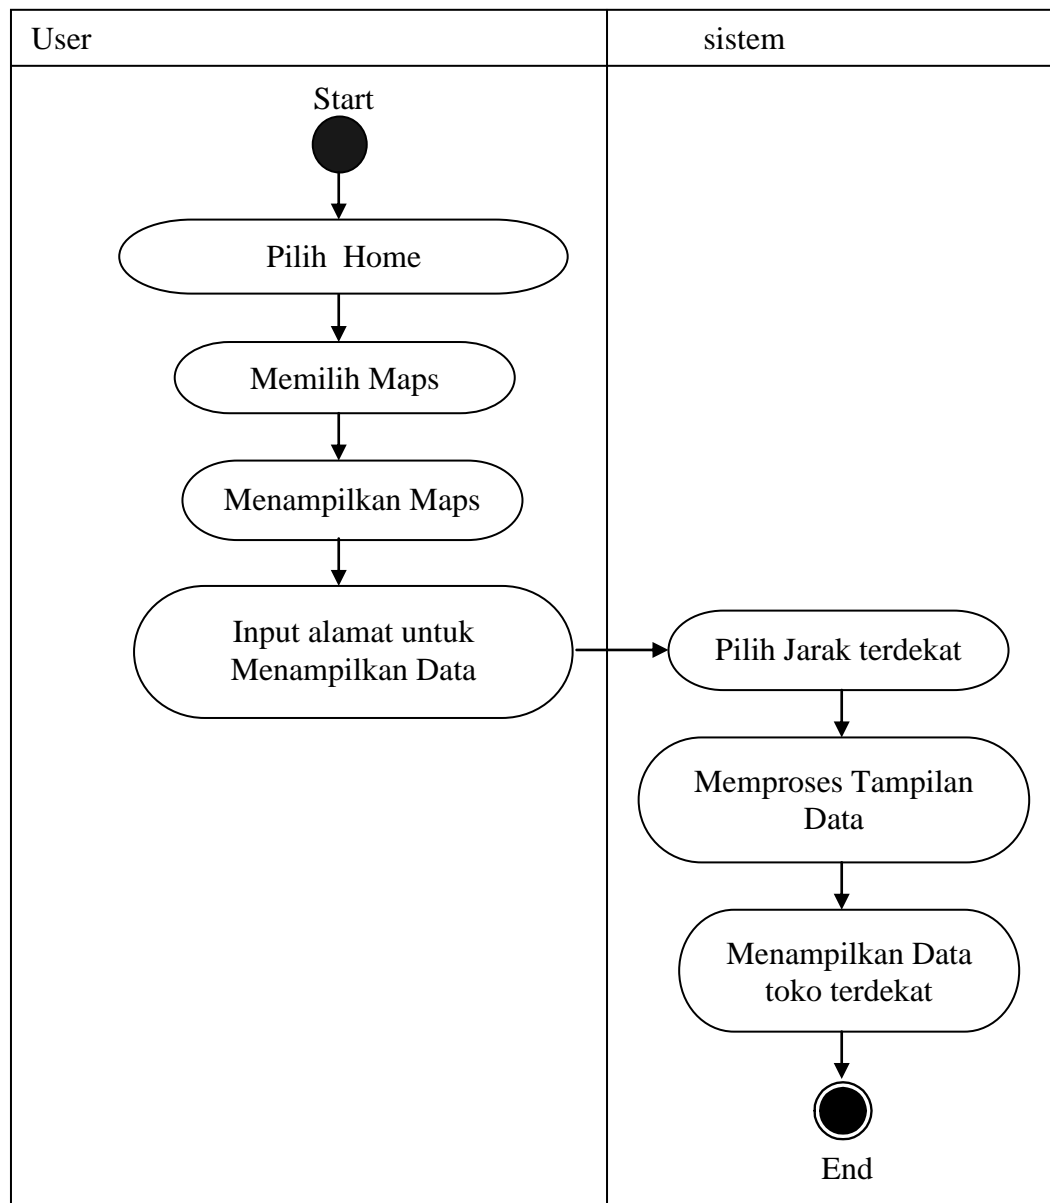 User
sistem
Start
Pilih  Home
Memilih Maps
Menampilkan Maps
Input alamat untuk
Menampilkan Data
Pilih Jarak terdekat
Memproses Tampilan
Data
Menampilkan Data
toko terdekat
End